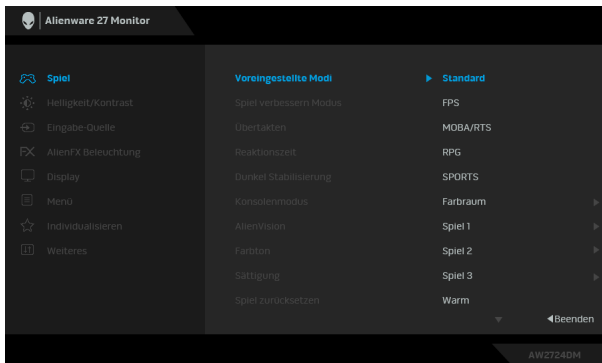 Alienware 27 Monitor
Spiel
Helligkeit/Kontrast
Eingabe-Quelle
AlienFX Beleuchtung
Display
Menü
Individualisieren
Weiteres
Voreingestellte Modi
Spiel verbessern Modus
Übertakten
Reaktionszeit
Dunkel Stabilisierung
Konsolenmodus
AlienVision
Farbton
Sättigung
Spiel zurücksetzen
Standard
FPS
MOBA/RTS
RPG
SPORTS
Farbraum
Spiel 1
Spiel 2
Spiel 3
Warm
Beenden
AW2724DM